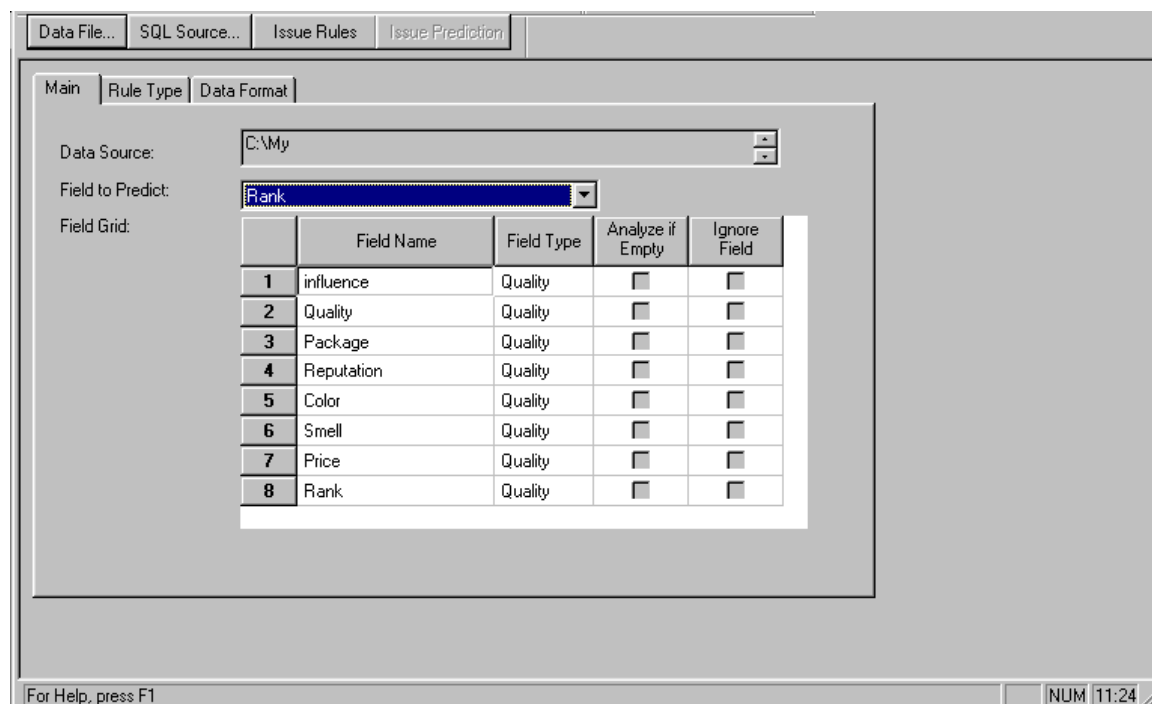 Data File... SQL Source... Issue Rules Issue Prediction
Main Rule Type Data Format
Data Source: C:\My
Field to Predict: Rank
Field Grid:
Field Name Field Type Analyze if Empty Ignore Field
1 influence Quality
2 Quality Quality
3 Package Quality
4 Reputation Quality
5 Color Quality
6 Smell Quality
7 Price Quality
8 Rank Quality
For Help, press F1 NUM 11:24